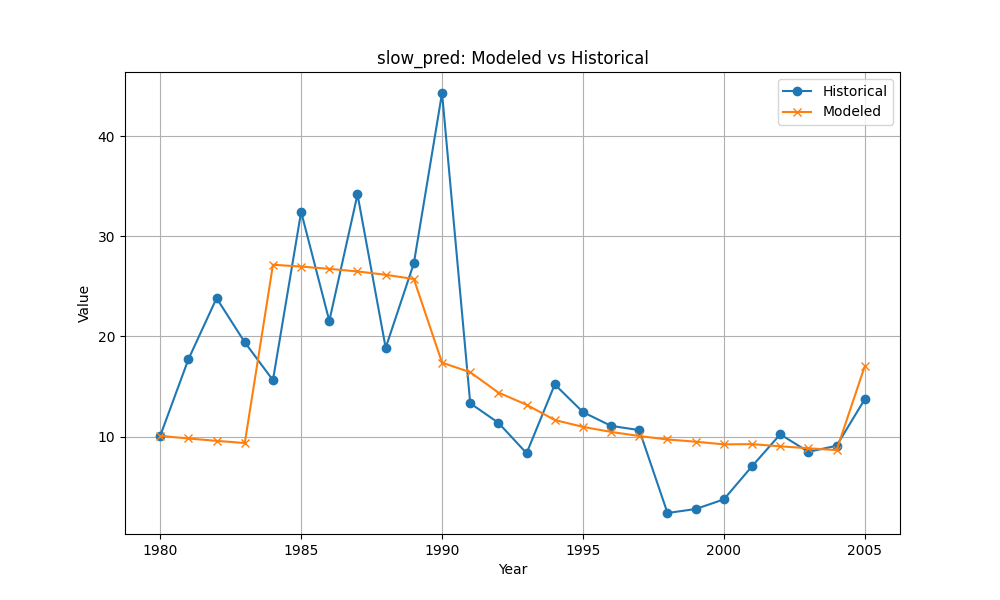 slow_pred: Modeled vs Historical
Historical
Modeled
Value
40
30
20
10
1980 1985 1990 1995 2000 2005
Year